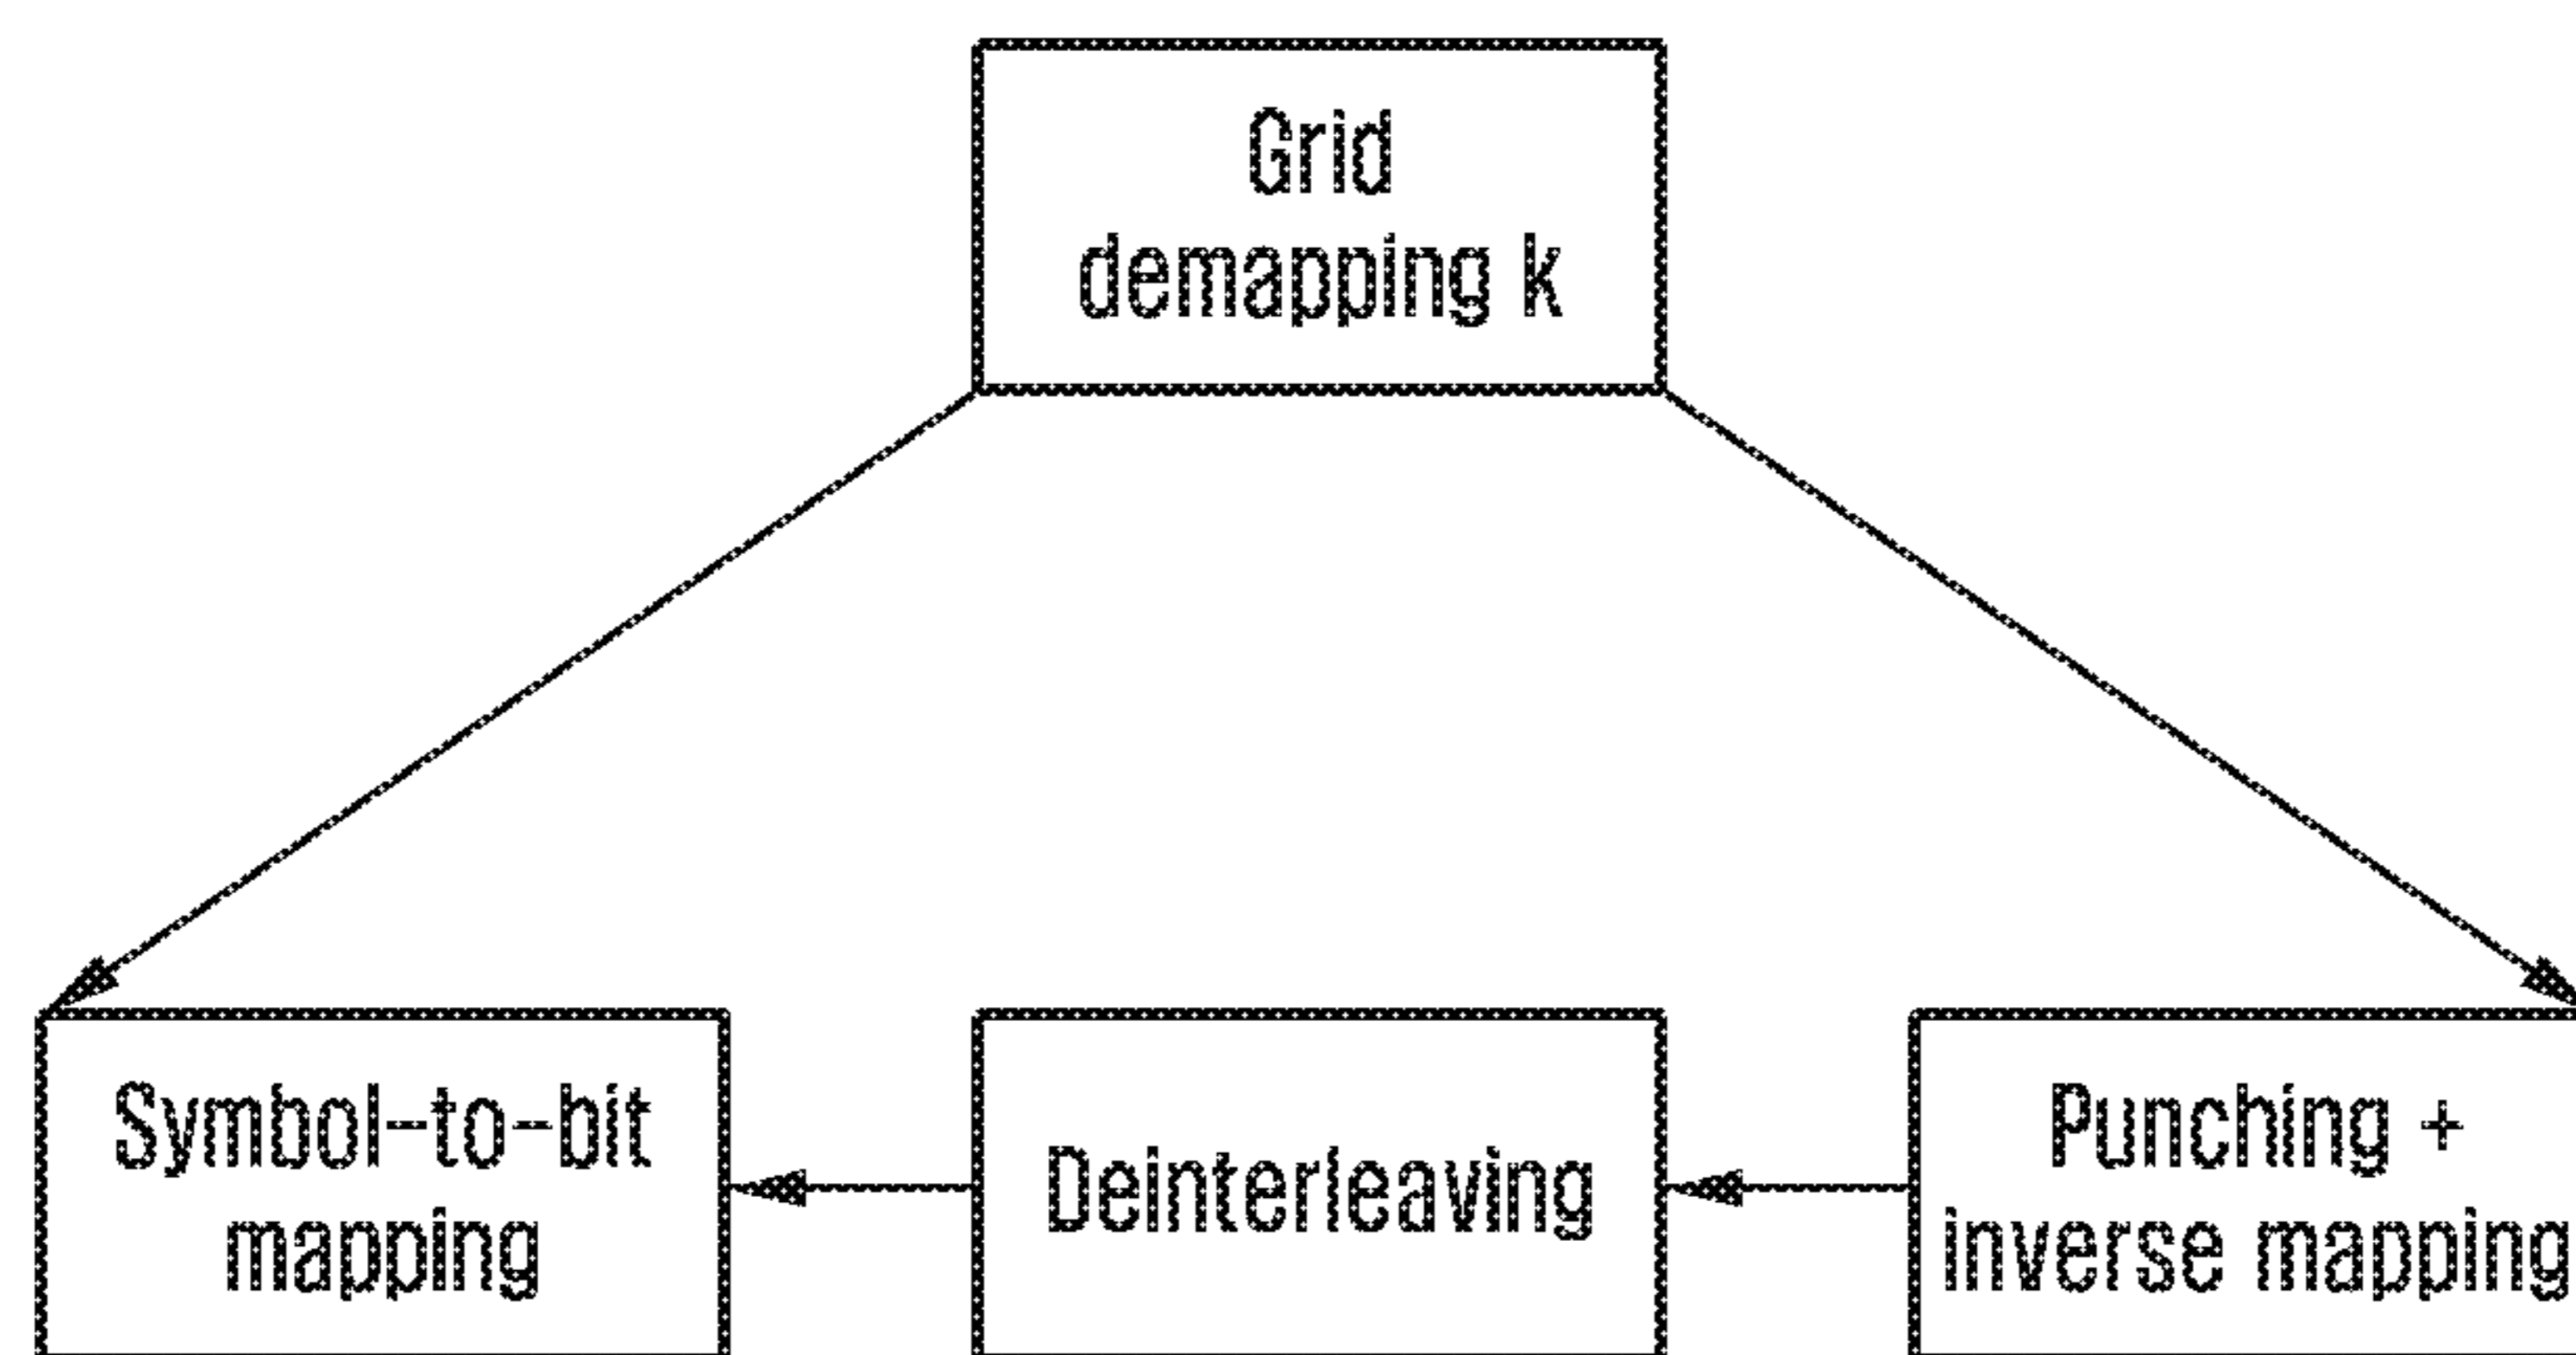 Grid
demapping k
Symbol-to-bit
mapping
Deinterleaving
Punching +
inverse mapping